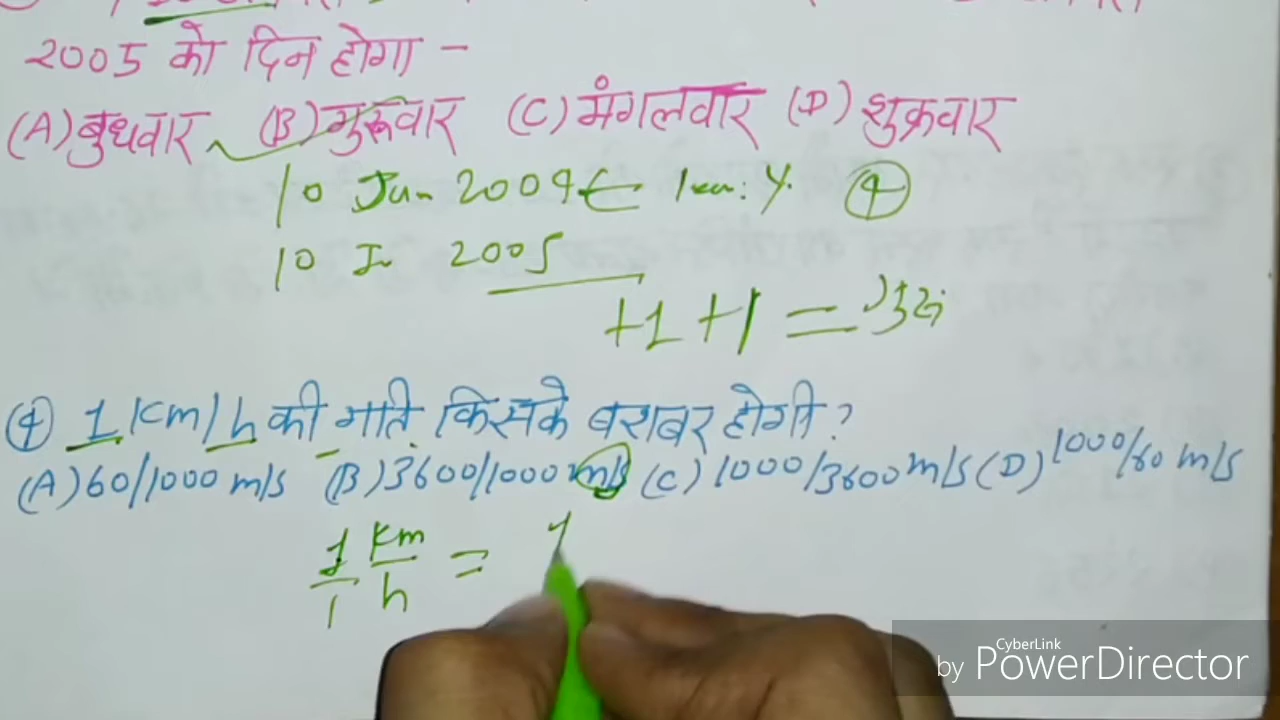 2005 को दिन होगा -
(A) बुधवार (B) गुरूवार (C) मंगलवार (D) शुक्रवार
10 Jun 2004 ← y. 4
10 2005
+1 +1 =
4 1 Km/h की गति किसके बराबर होगी ?
(A) 60/1000 m/s (B) 3600/1000 m/s (C) 1000/3600 m/s (D) 1000/60 m/s
1/1 Km/h = 1
CyberLink
by PowerDirector